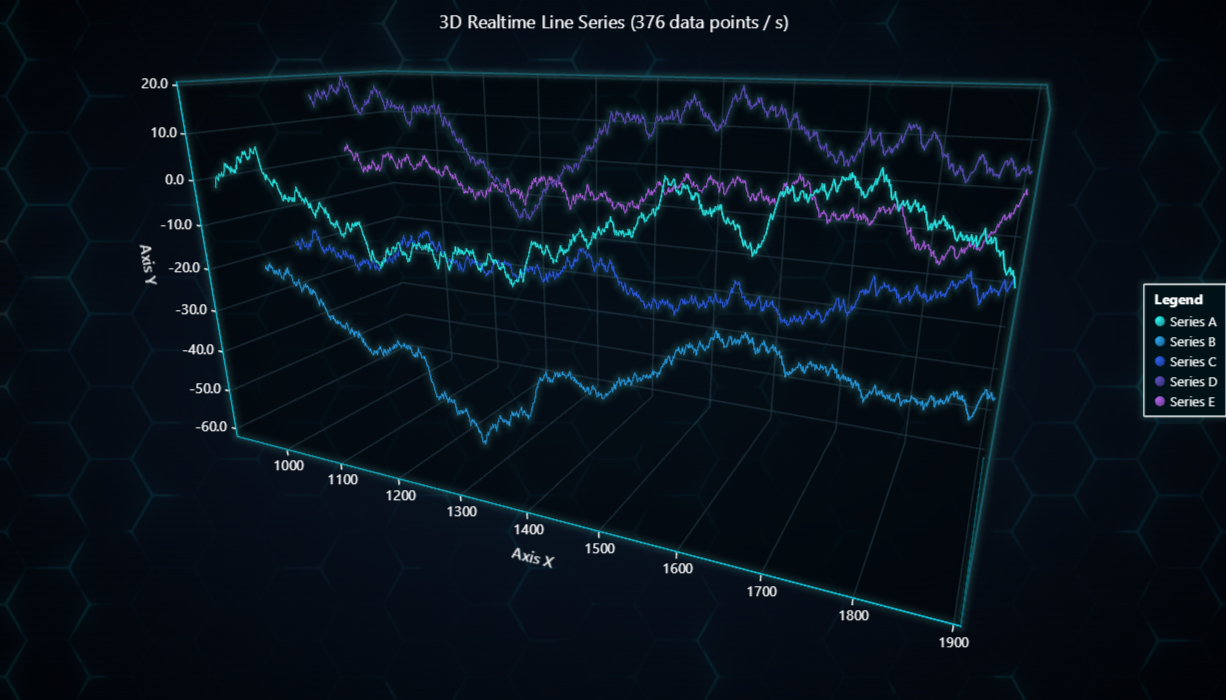 3D Realtime Line Series (376 data points / s)
20.0
10.0
0.0
-10.0
-20.0
-30.0
-40.0
-50.0
-60.0
Axis Y
1000
1100
1200
1300
1400
1500
1600
1700
1800
1900
Axis X
Legend
Series A
Series B
Series C
Series D
Series E